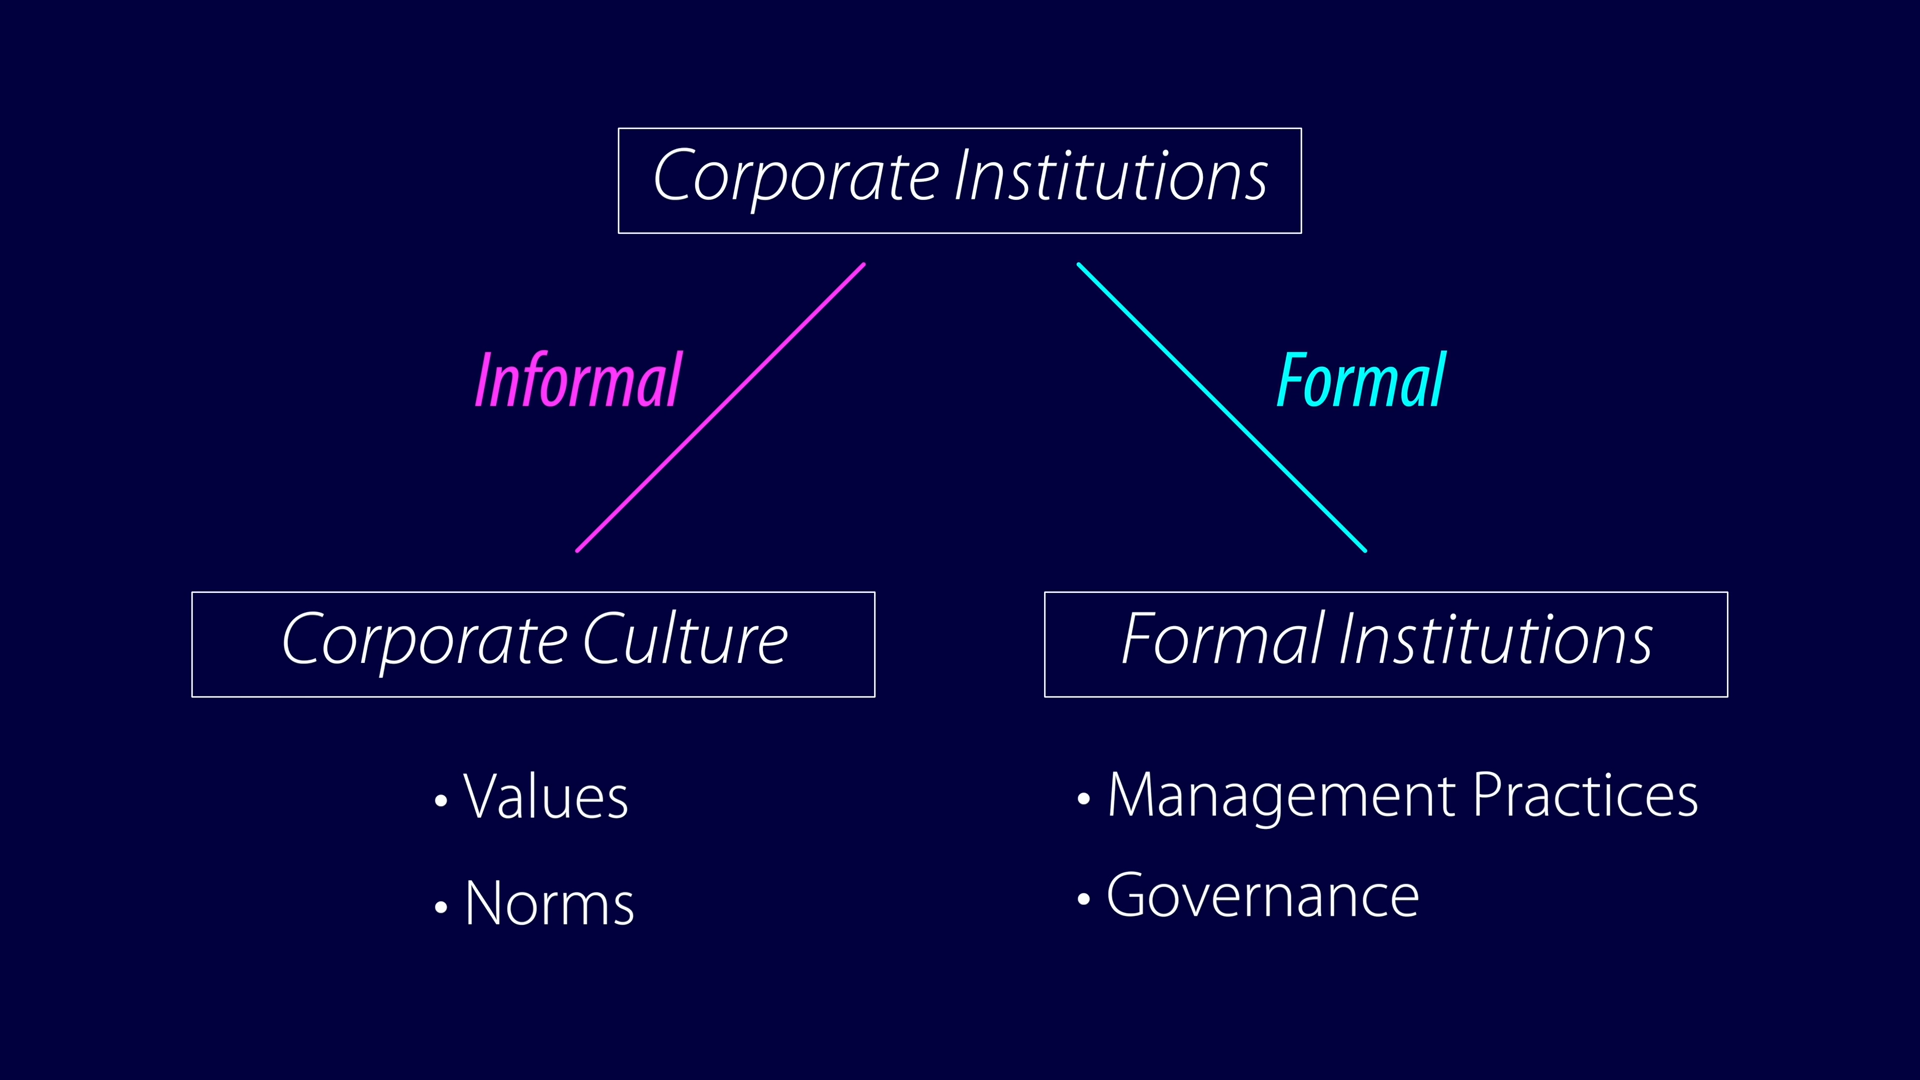 Corporate Institutions
Informal
Formal
Corporate Culture
Formal Institutions
• Values
• Norms
• Management Practices
• Governance